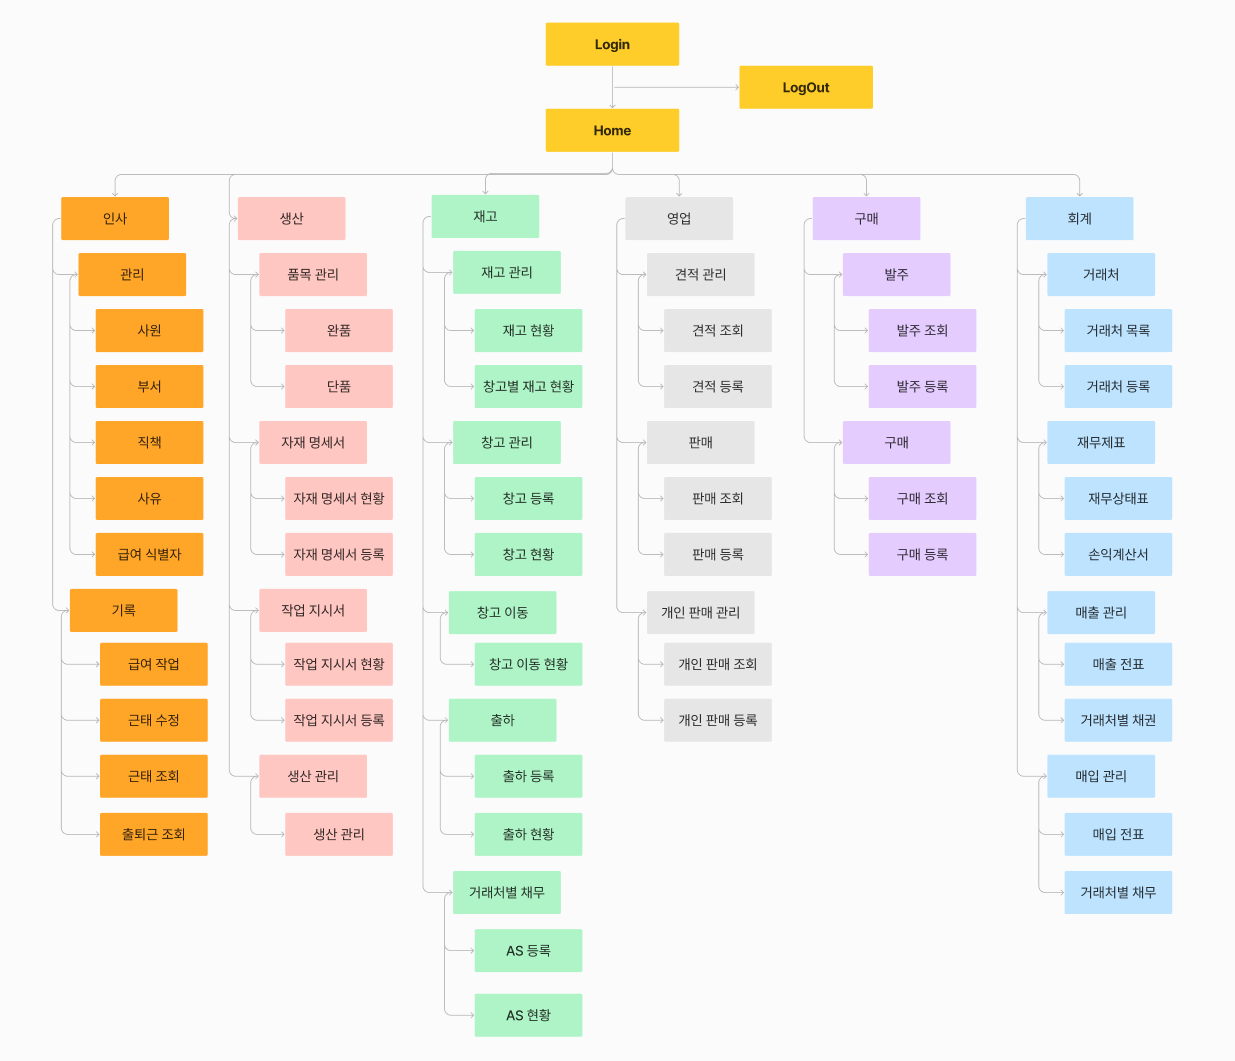 Login
LogOut
Home
인사
관리
사원
부서
직책
사유
급여 식별자
기록
급여 작업
근태 수정
근태 조회
출퇴근 조회
생산
품목 관리
완품
단품
자재 명세서
자재 명세서 현황
자재 명세서 등록
작업 지시서
작업 지시서 현황
작업 지시서 등록
생산 관리
생산 관리
재고
재고 관리
재고 현황
창고별 재고 현황
창고 관리
창고 등록
창고 현황
창고 이동
창고 이동 현황
출하
출하 등록
출하 현황
거래처별 채무
AS 등록
AS 현황
영업
견적 관리
견적 조회
견적 등록
판매
판매 조회
판매 등록
개인 판매 관리
개인 판매 조회
개인 판매 등록
구매
발주
발주 조회
발주 등록
구매
구매 조회
구매 등록
회계
거래처
거래처 목록
거래처 등록
재무제표
재무상태표
손익계산서
매출 관리
매출 전표
거래처별 채권
매입 관리
매입 전표
거래처별 채무